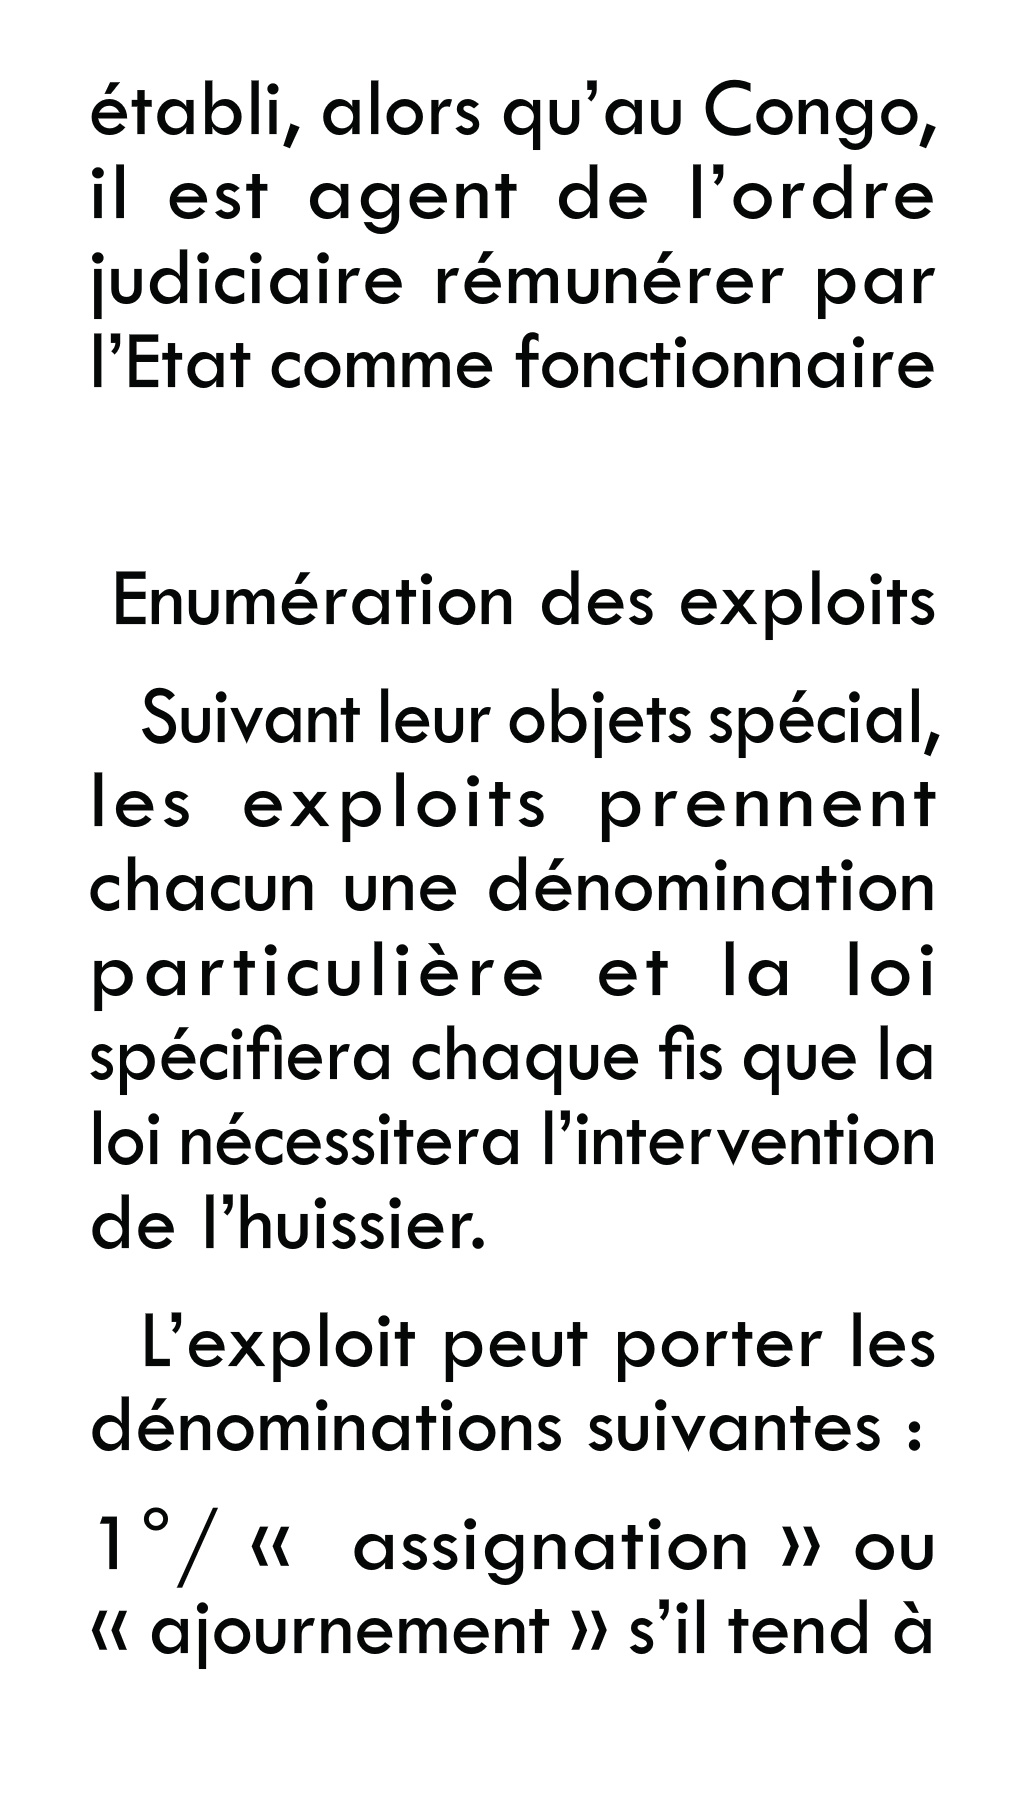 établi, alors qu’au Congo,
il est agent de l’ordre
judiciaire rémunérer par
l’Etat comme fonctionnaire
Enumération des exploits
Suivant leur objets spécial,
les exploits prennent
chacun une dénomination
particulière et la loi
spécifiera chaque fis que la
loi nécessitera l’intervention
de l’huissier.
L’exploit peut porter les
dénominations suivantes :
1°/ « assignation » ou
« ajournement » s’il tend à